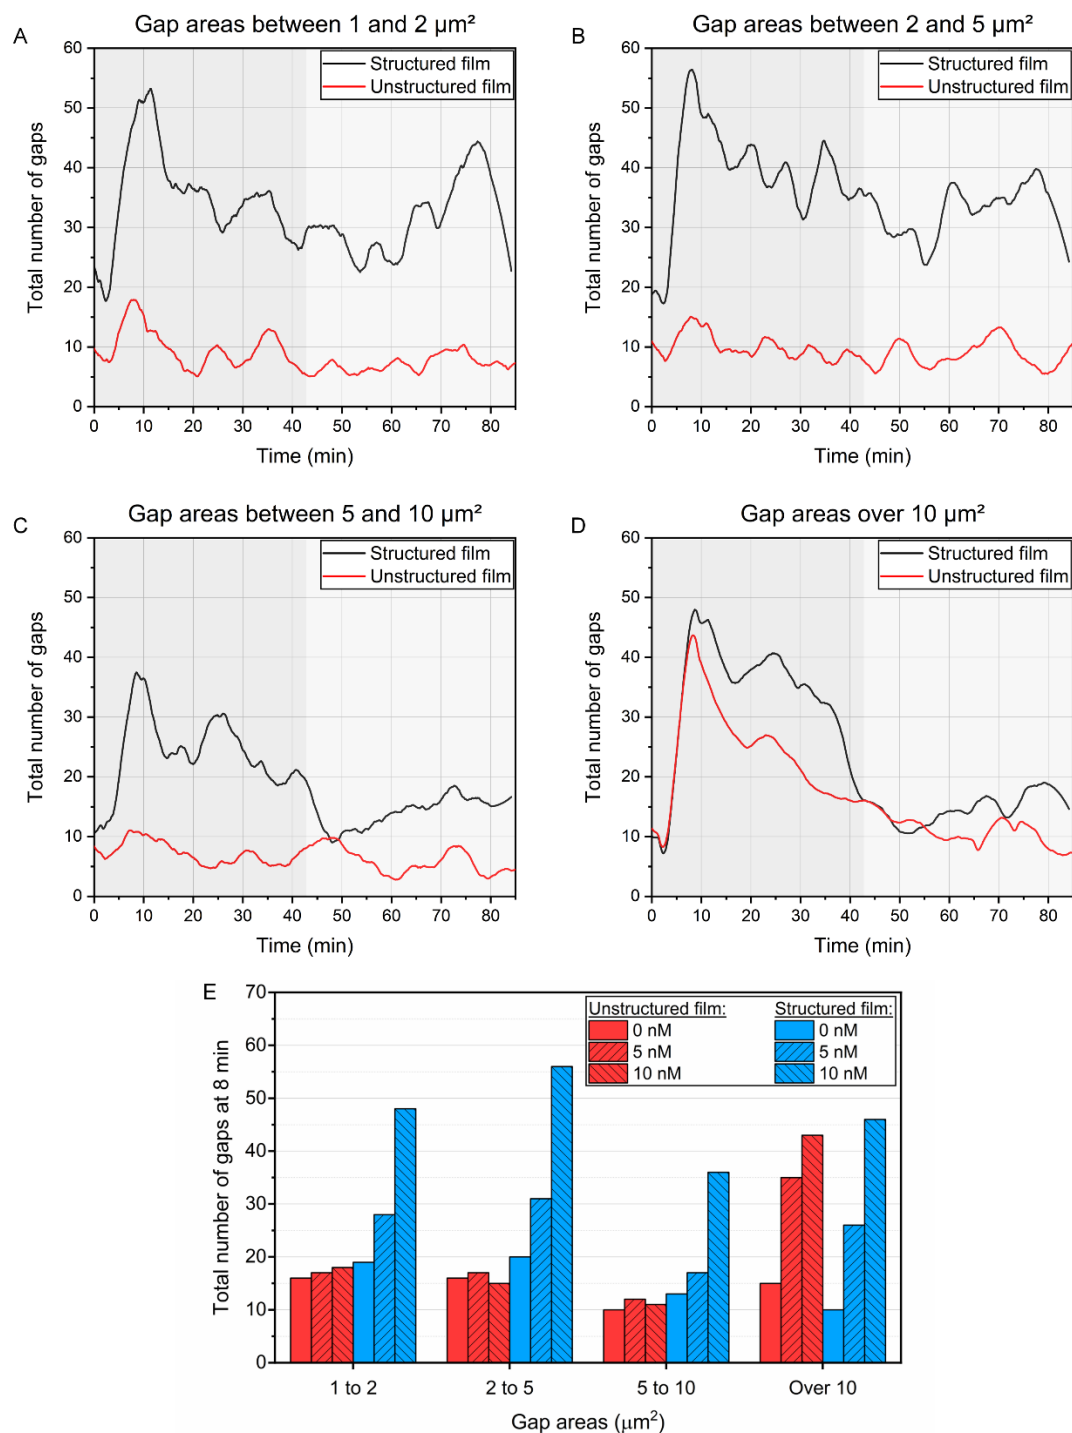 A
Gap areas between 1 and 2 µm²
Total number of gaps
60
50
40
30
20
10
0
Structured film
Unstructured film
0 10 20 30 40 50 60 70 80
Time (min)
B
Gap areas between 2 and 5 µm²
Total number of gaps
60
50
40
30
20
10
0
Structured film
Unstructured film
0 10 20 30 40 50 60 70 80
Time (min)
C
Gap areas between 5 and 10 µm²
Total number of gaps
60
50
40
30
20
10
0
Structured film
Unstructured film
0 10 20 30 40 50 60 70 80
Time (min)
D
Gap areas over 10 µm²
Total number of gaps
60
50
40
30
20
10
0
Structured film
Unstructured film
0 10 20 30 40 50 60 70 80
Time (min)
E
Total number of gaps at 8 min
70
60
50
40
30
20
10
0
Unstructured film:
0 nM
5 nM
10 nM
Structured film:
0 nM
5 nM
10 nM
1 to 2 2 to 5 5 to 10 Over 10
Gap areas (µm²)